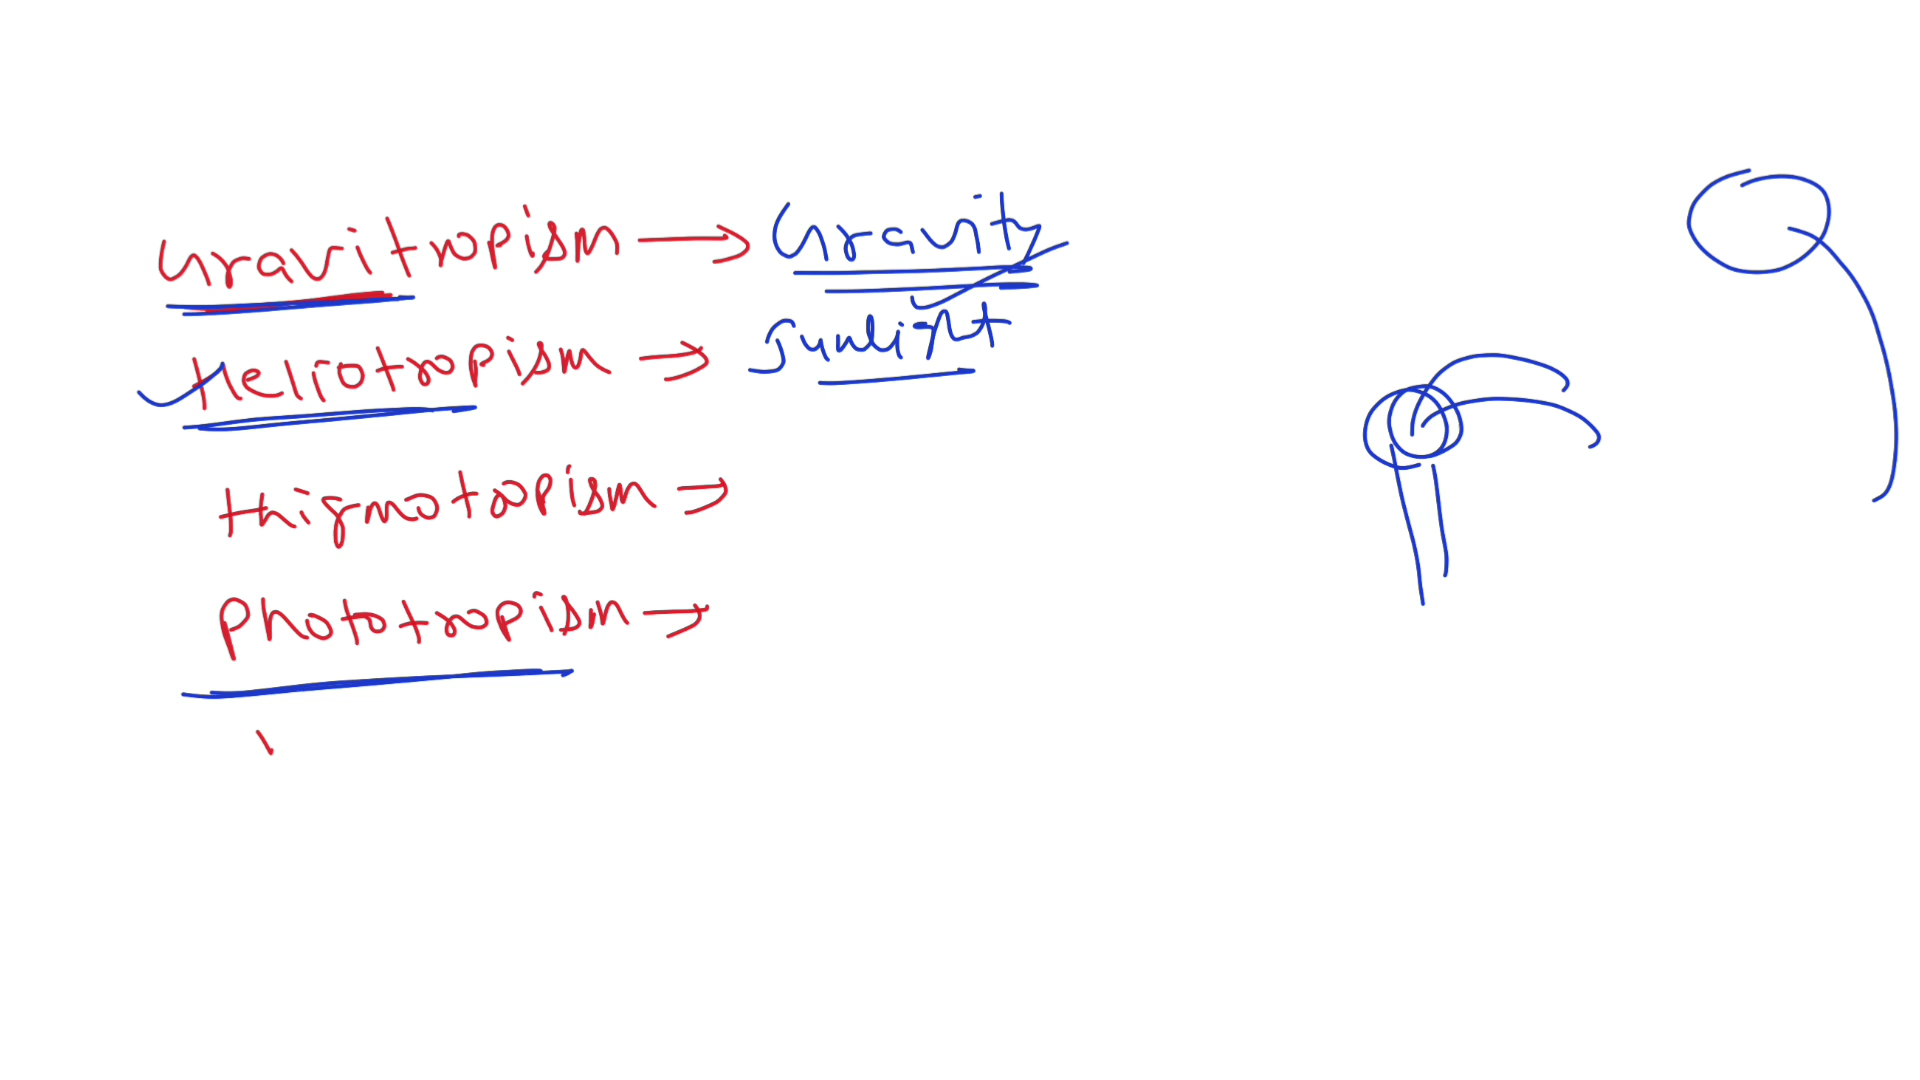 Gravitropism → Gravity
Heliotropism → Sunlight
Thigmotropism →
Phototropism →